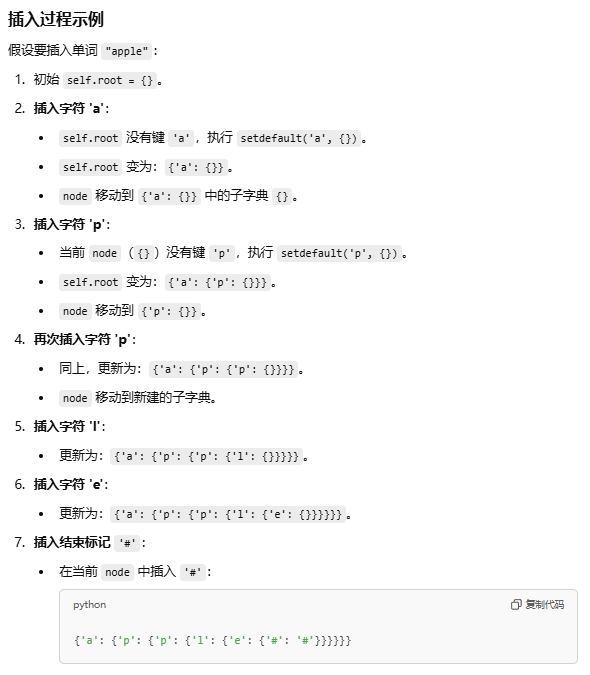 插入过程示例
假设要插入单词 "apple"：
1. 初始 self.root = {}。
2. 插入字符 'a'：
• self.root 没有键 'a'，执行 setdefault('a', {})。
• self.root 变为：{'a': {}}。
• node 移动到 {'a': {}} 中的子字典 {}。
3. 插入字符 'p'：
• 当前 node（{}）没有键 'p'，执行 setdefault('p', {})。
• self.root 变为：{'a': {'p': {}}}。
• node 移动到 {'p': {}}。
4. 再次插入字符 'p'：
• 同上，更新为：{'a': {'p': {'p': {}}}}。
• node 移动到新建的子字典。
5. 插入字符 'l'：
• 更新为：{'a': {'p': {'p': {'l': {}}}}}。
6. 插入字符 'e'：
• 更新为：{'a': {'p': {'p': {'l': {'e': {}}}}}}。
7. 插入结束标记 '#'：
• 在当前 node 中插入 '#'：
python 复制代码
{'a': {'p': {'p': {'l': {'e': {'#': '#'}}}}}}